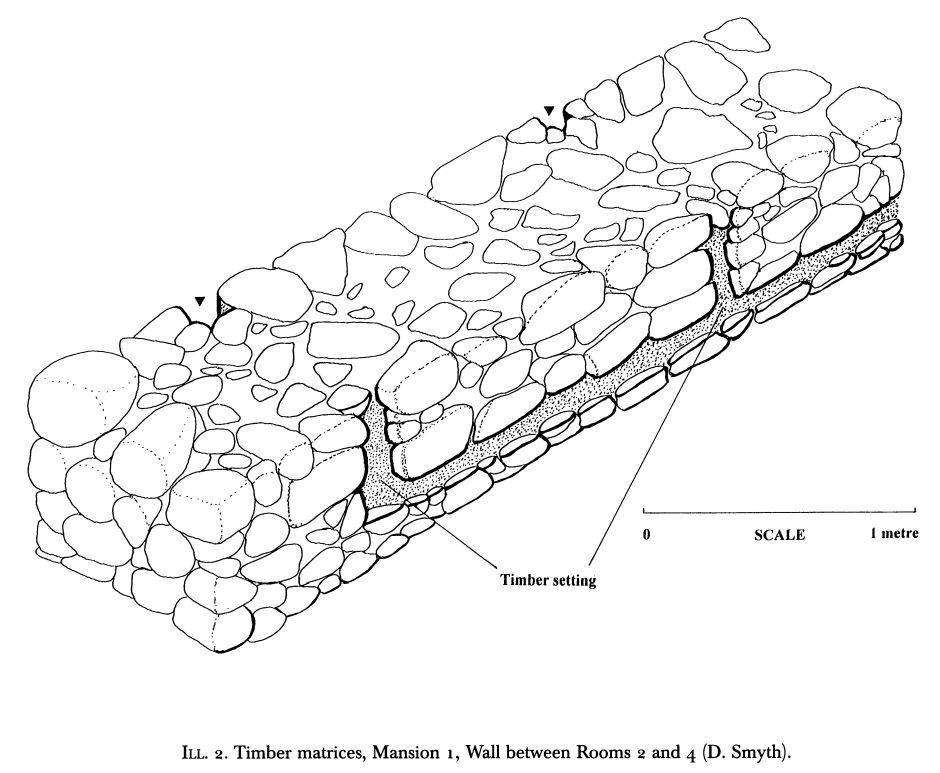 0 SCALE 1 metre
Timber setting
ILL. 2. Timber matrices, Mansion 1, Wall between Rooms 2 and 4 (D. Smyth).